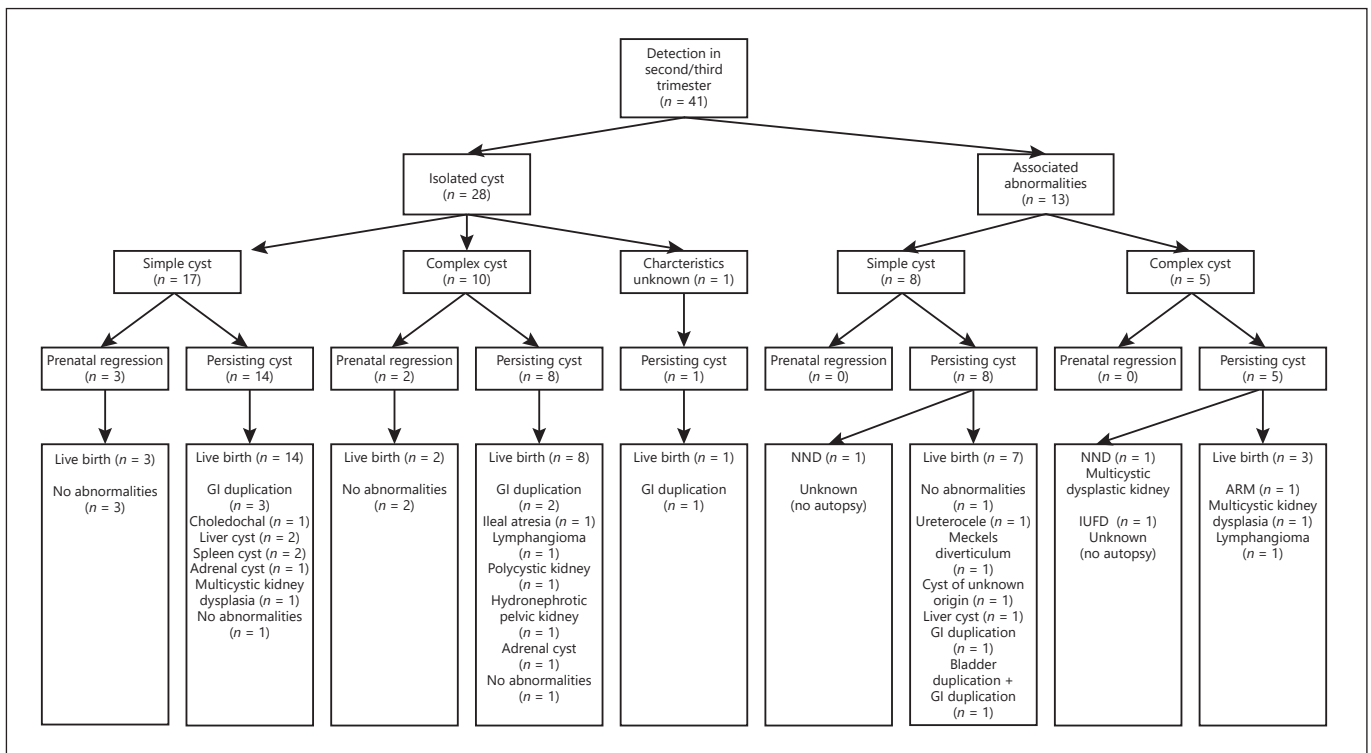 Detection in
second/third
trimester
(n = 41)
Isolated cyst
(n = 28)
Associated
abnormalities
(n = 13)
Simple cyst
(n = 17)
Complex cyst
(n = 10)
Charcteristics
unknown (n = 1)
Simple cyst
(n = 8)
Complex cyst
(n = 5)
Prenatal regression
(n = 3)
Persisting cyst
(n = 14)
Prenatal regression
(n = 2)
Persisting cyst
(n = 8)
Persisting cyst
(n = 1)
Prenatal regression
(n = 0)
Persisting cyst
(n = 8)
Prenatal regression
(n = 0)
Persisting cyst
(n = 5)
Live birth (n = 3)
No abnormalities
(n = 3)
Live birth (n = 14)
GI duplication
(n = 3)
Choledochal (n = 1)
Liver cyst (n = 2)
Spleen cyst (n = 2)
Adrenal cyst (n = 1)
Multicystic kidney
dysplasia (n = 1)
No abnormalities
(n = 1)
Live birth (n = 2)
No abnormalities
(n = 2)
Live birth (n = 8)
GI duplication
(n = 2)
Ileal atresia (n = 1)
Lymphangioma
(n = 1)
Polycystic kidney
(n = 1)
Hydronephrotic
pelvic kidney
(n = 1)
Adrenal cyst
(n = 1)
No abnormalities
(n = 1)
Live birth (n = 1)
GI duplication
(n = 1)
NND (n = 1)
Unknown
(no autopsy)
Live birth (n = 7)
No abnormalities
(n = 1)
Ureterocele (n = 1)
Meckels
diverticulum
(n = 1)
Cyst of unknown
origin (n = 1)
Liver cyst (n = 1)
GI duplication
(n = 1)
Bladder
duplication +
GI duplication
(n = 1)
NND (n = 1)
Multicystic
dysplastic kidney
IUFD (n = 1)
Unknown
(no autopsy)
Live birth (n = 3)
ARM (n = 1)
Multicystic kidney
dysplasia (n = 1)
Lymphangioma
(n = 1)